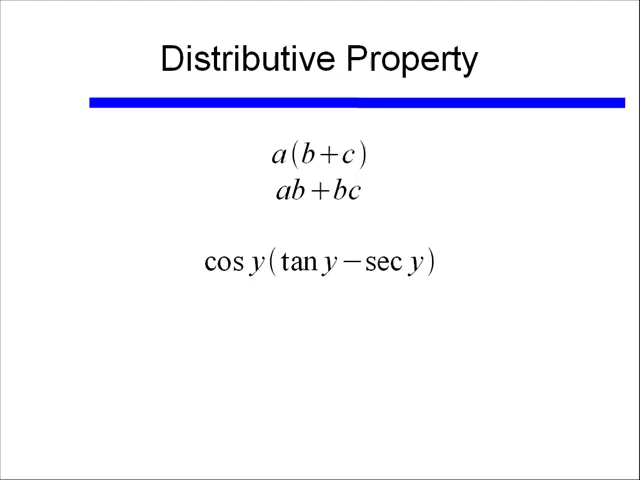 Distributive Property
a(b+c)
ab+bc
cos y(tan y−sec y)